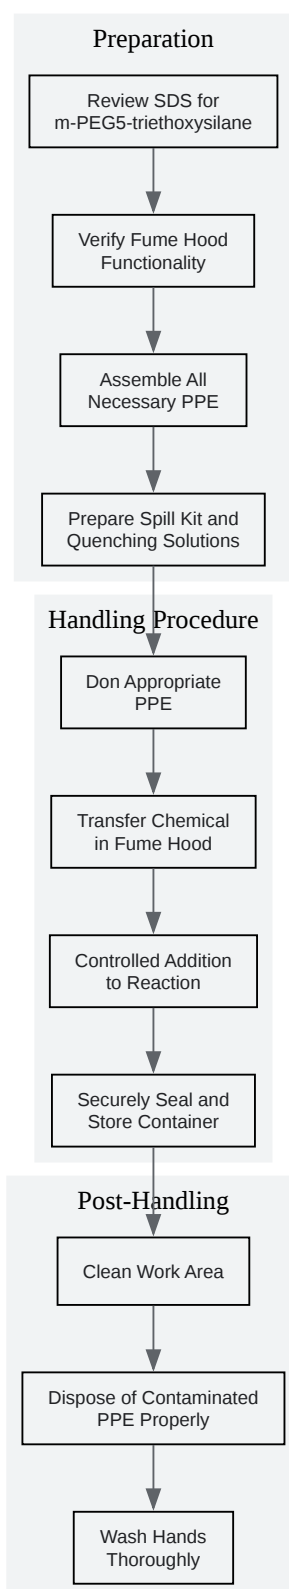 Preparation
Review SDS for
m-PEG5-triethoxysilane
Verify Fume Hood
Functionality
Assemble All
Necessary PPE
Prepare Spill Kit and
Quenching Solutions
Handling Procedure
Don Appropriate
PPE
Transfer Chemical
in Fume Hood
Controlled Addition
to Reaction
Securely Seal and
Store Container
Post-Handling
Clean Work Area
Dispose of Contaminated
PPE Properly
Wash Hands
Thoroughly